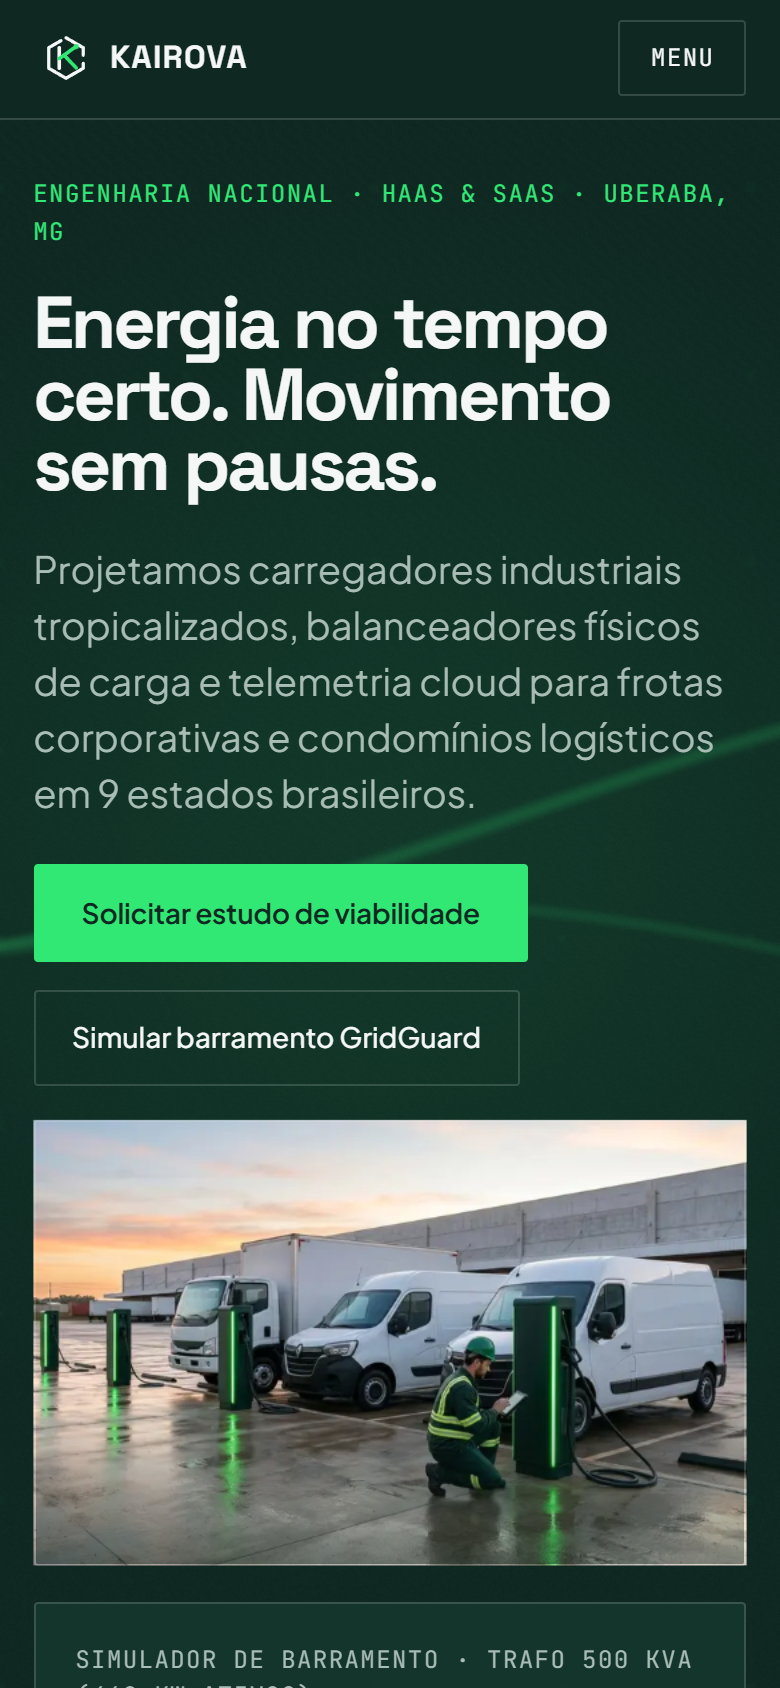 KAIROVA
MENU
ENGENHARIA NACIONAL · HAAS & SAAS · UBERABA,
MG
Energia no tempo
certo. Movimento
sem pausas.
Projetamos carregadores industriais
tropicalizados, balanceadores físicos
de carga e telemetria cloud para frotas
corporativas e condomínios logísticos
em 9 estados brasileiros.
Solicitar estudo de viabilidade
Simular barramento GridGuard
SIMULADOR DE BARRAMENTO · TRAFO 500 KVA